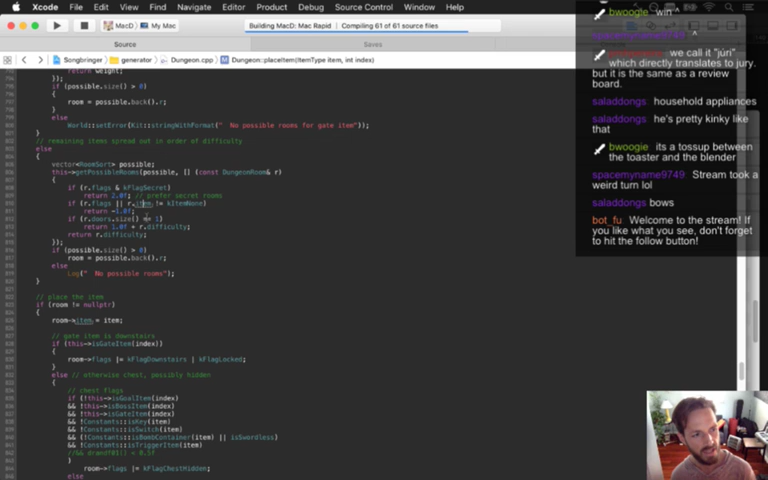 Xcode File Edit View Find Navigate Editor Product Debug Source Control Window Help
MacD My Mac
Building MacD: Mac Rapid | Compiling 61 of 61 source files
Source Saves
Songbringer generator Dungeon.cpp Dungeon::placeItem(ItemType item, int index)
return weight;
});
if (possible.size() > 0)
room = possible.back().r;
else
World::setError(Kit::stringWithFormat(" No possible rooms for gate item"));
}
// remaining items spread out in order of difficulty
else
{
vector<RoomSort> possible;
this->getPossibleRooms(possible, [] (const DungeonRoom& r)
{
if (r.flags & kFlagSecret)
return 2.0f; // prefer secret rooms
if (r.flags || r.item != kItemNone)
return -1.0f;
if (r.doors.size() == 1)
return 1.0f + r.difficulty;
return r.difficulty;
});
if (possible.size() > 0)
room = possible.back().r;
else
Log(" No possible rooms");
}
// place the item
if (room != nullptr)
{
room->item = item;
// gate item is downstairs
if (this->isGateItem(index))
{
room->flags |= kFlagDownstairs | kFlagLocked;
}
else // otherwise chest, possibly hidden
{
// chest flags
if (!this->isGoalItem(index)
&& !this->isBossItem(index)
&& !this->isGateItem(index)
&& !Constants::isKey(item)
&& !Constants::isSwitch(item)
&& (!Constants::isBombContainer(item) || isSwordless)
&& !Constants::isTriggerItem(item)
//&& drandf01() < 0.5f
)
room->flags |= kFlagChestHidden;
else
bwoogie win ^
spacemyname9749 ^
we call it "júri"
which directly translates to jury.
but it is the same as a review
board.
saladdongs household appliances
saladdongs he's pretty kinky like
that
bwoogie its a tossup between
the toaster and the blender
spacemyname9749 Stream took a
weird turn lol
saladdongs bows
bot_fu Welcome to the stream! If
you like what you see, don't forget
to hit the follow button!